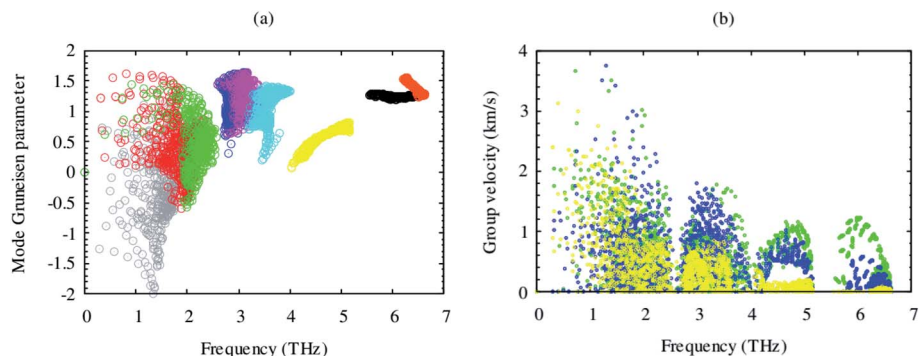 (a)
Mode Gruneisen parameter
2
1.5
1
0.5
0
-0.5
-1
-1.5
-2
0 1 2 3 4 5 6 7
Frequency (THz)
(b)
Group velocity (km/s)
4
3
2
1
0
0 1 2 3 4 5 6 7
Frequency (THz)